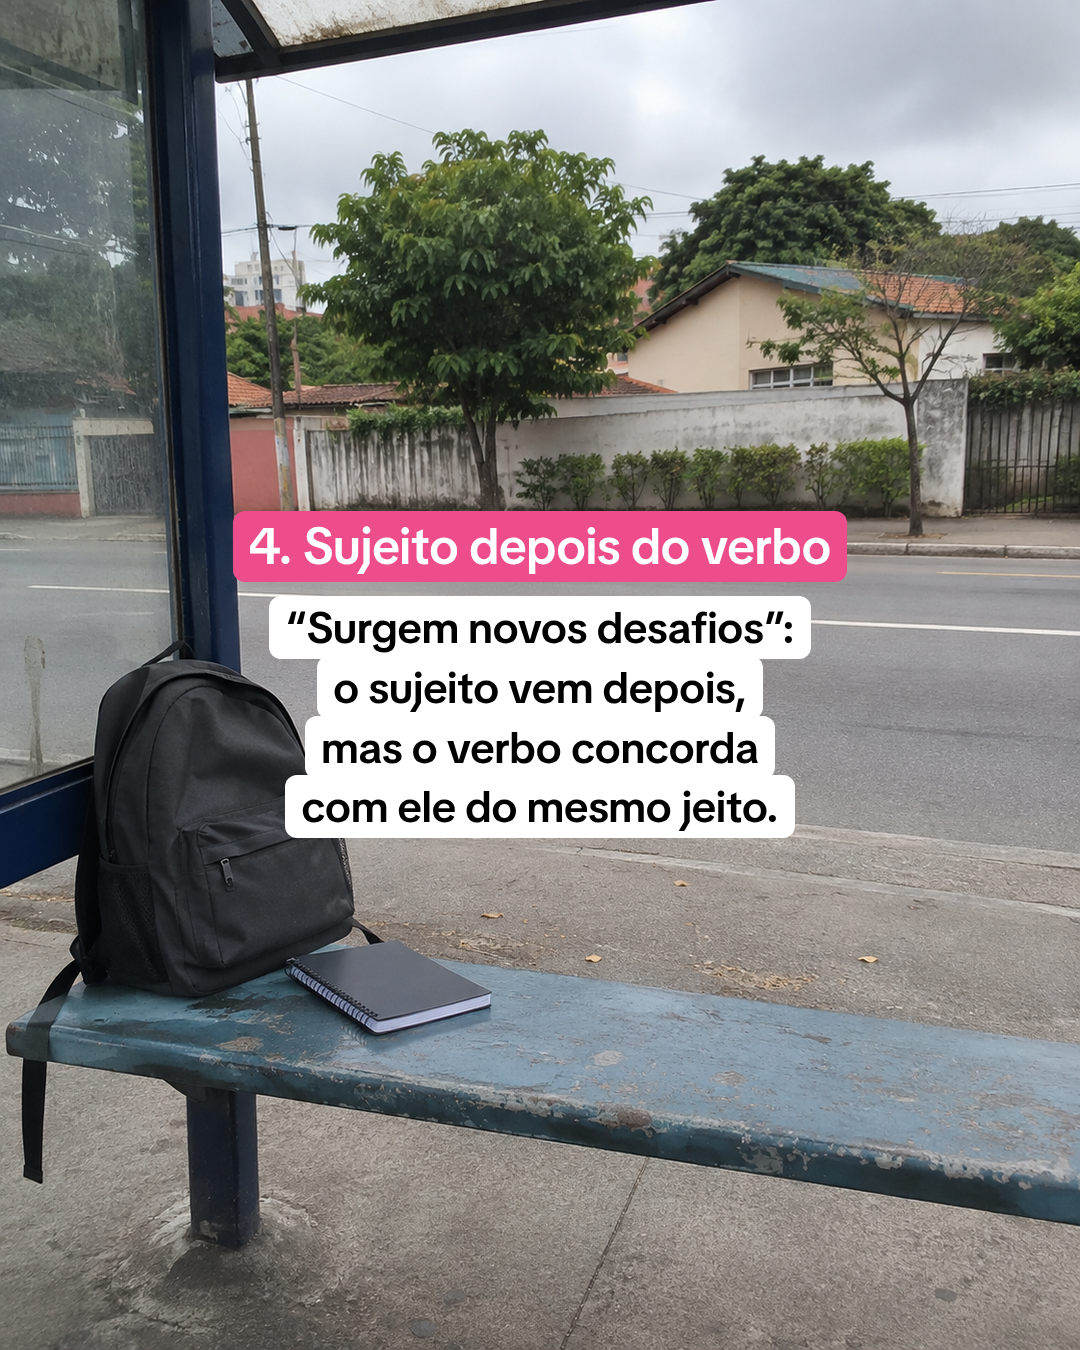 4. Sujeito depois do verbo
“Surgem novos desafios”:
o sujeito vem depois,
mas o verbo concorda
com ele do mesmo jeito.